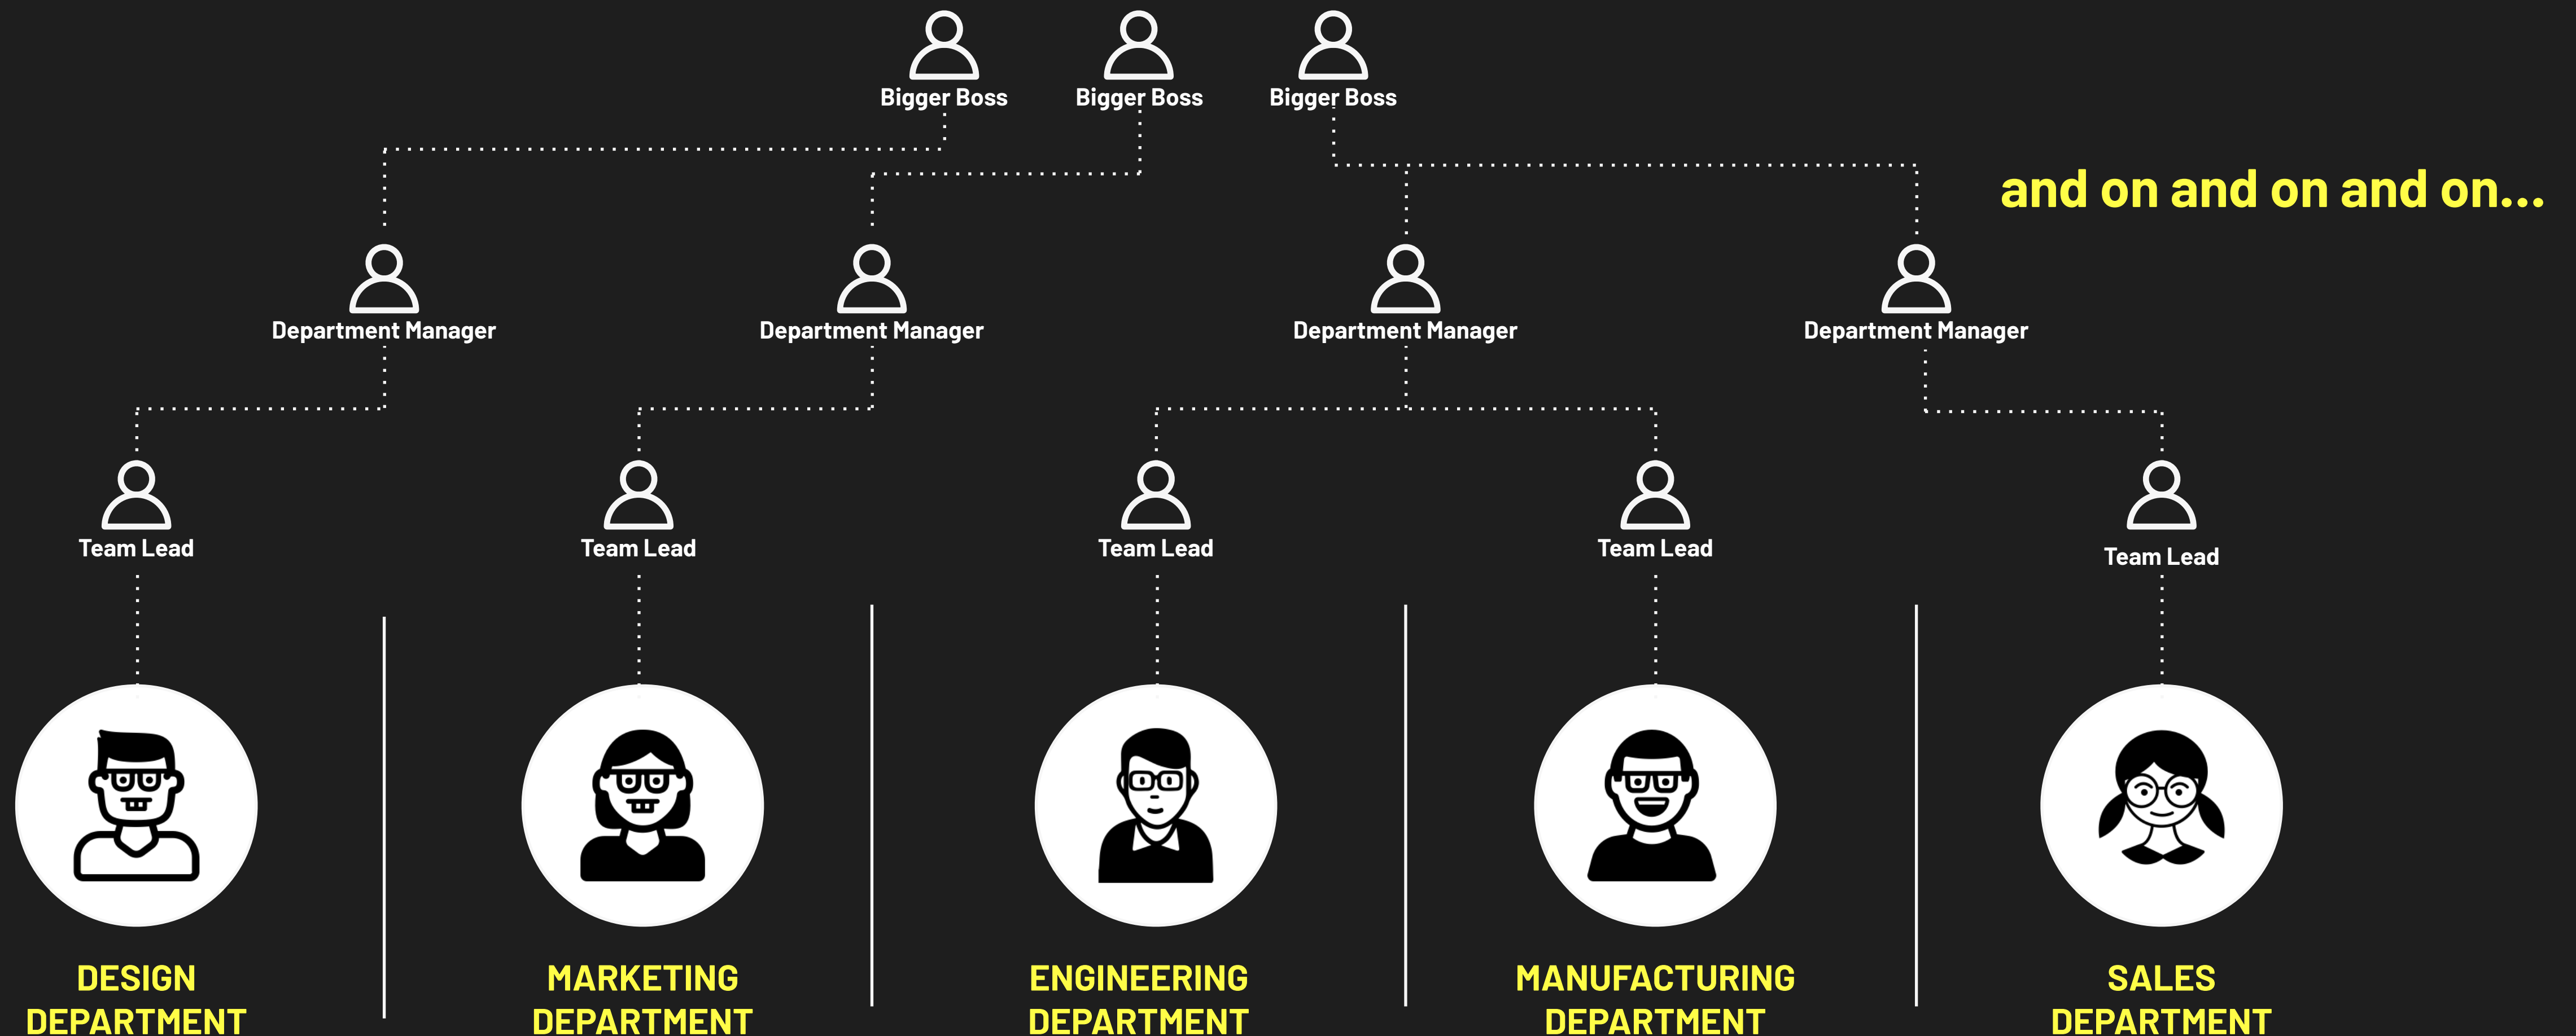 Bigger Boss
Bigger Boss
Bigger Boss
and on and on and on...
Department Manager
Department Manager
Department Manager
Department Manager
Team Lead
Team Lead
Team Lead
Team Lead
Team Lead
DESIGN
DEPARTMENT
MARKETING
DEPARTMENT
ENGINEERING
DEPARTMENT
MANUFACTURING
DEPARTMENT
SALES
DEPARTMENT